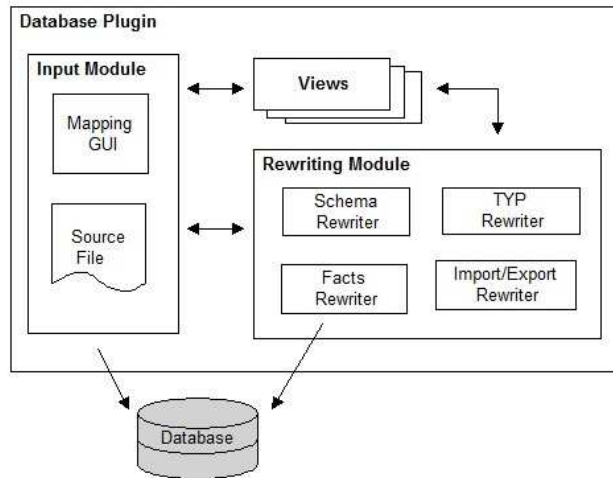 Database Plugin
Input Module
Mapping
GUI
Source
File
Views
Rewriting Module
Schema
Rewriter
TYP
Rewriter
Facts
Rewriter
Import/Export
Rewriter
Database